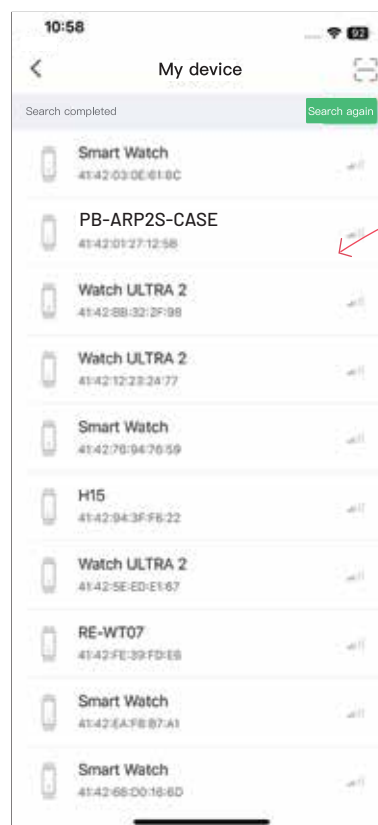 10:58
92
My device
Search completed
Search again
Smart Watch
41:42:03:0E:61:8C
PB-ARP2S-CASE
41:42:01:27:12:5B
Watch ULTRA 2
41:42:BB:32:2F:98
Watch ULTRA 2
41:42:12:23:24:77
Smart Watch
41:42:76:94:76:59
H15
41:42:94:3F:F6:22
Watch ULTRA 2
41:42:5E:ED:E1:67
RE-WT07
41:42:FE:39:FD:E6
Smart Watch
41:42:EA:F8:B7:A1
Smart Watch
41:42:68:D0:16:6D